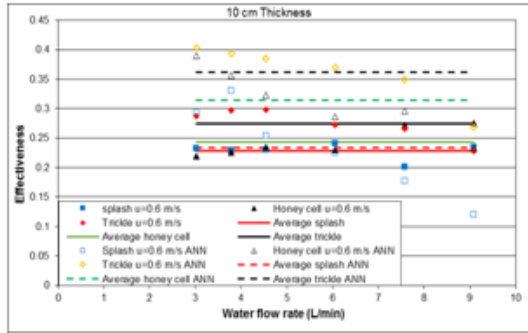 10 cm Thickness
0.45
0.4
0.35
0.3
0.25
0.2
0.15
0.1
0.05
0
Effectiveness
splash u=0.6 m/s
Honey cell u=0.6 m/s
Trickle u=0.6 m/s
Average splash
Average honey cell
Average trickle
Splash u=0.6 m/s ANN
Honey cell u=0.6 m/s ANN
Trickle u=0.6 m/s ANN
Average splash ANN
Average honey cell ANN
Average trickle ANN
0 1 2 3 4 5 6 7 8 9 10
Water flow rate (L/min)